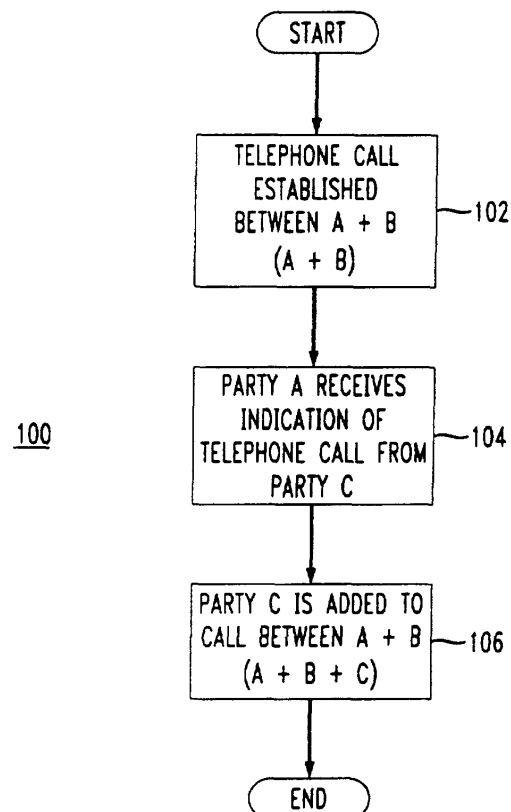 START
TELEPHONE CALL
ESTABLISHED
BETWEEN A + B
(A + B)
102
PARTY A RECEIVES
INDICATION OF
TELEPHONE CALL FROM
PARTY C
104
100
PARTY C IS ADDED TO
CALL BETWEEN A + B
(A + B + C)
106
END